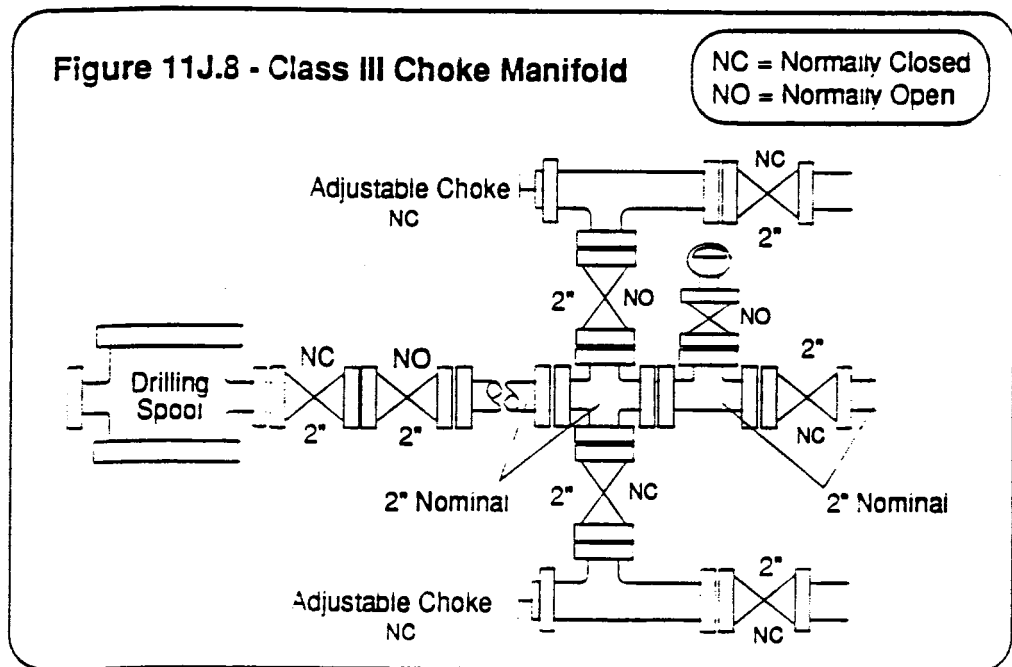 Figure 11J.8 - Class III Choke Manifold
NC = Normally Closed
NO = Normally Open
Adjustable Choke
NC
NC
2"
2"
NO
NO
Drilling
Spool
NC
NO
2"
2"
2"
NC
2" Nominal
2"
NC
2" Nominal
Adjustable Choke
NC
2"
NC